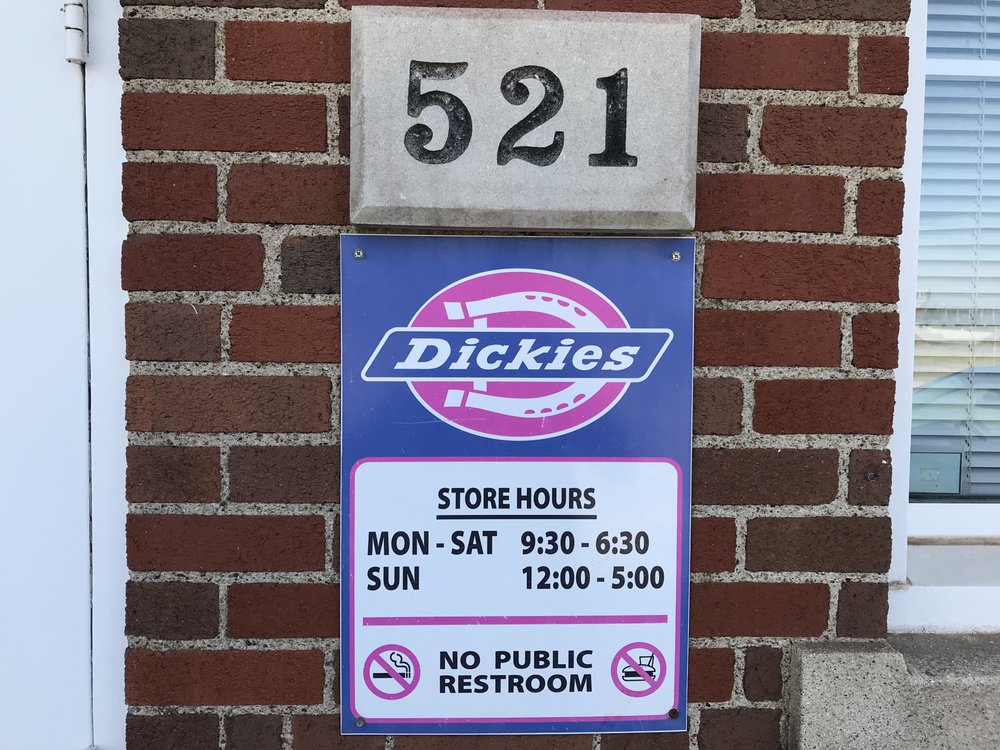 521
Dickies
STORE HOURS
MON - SAT 9:30 - 6:30
SUN 12:00 - 5:00
NO PUBLIC
RESTROOM